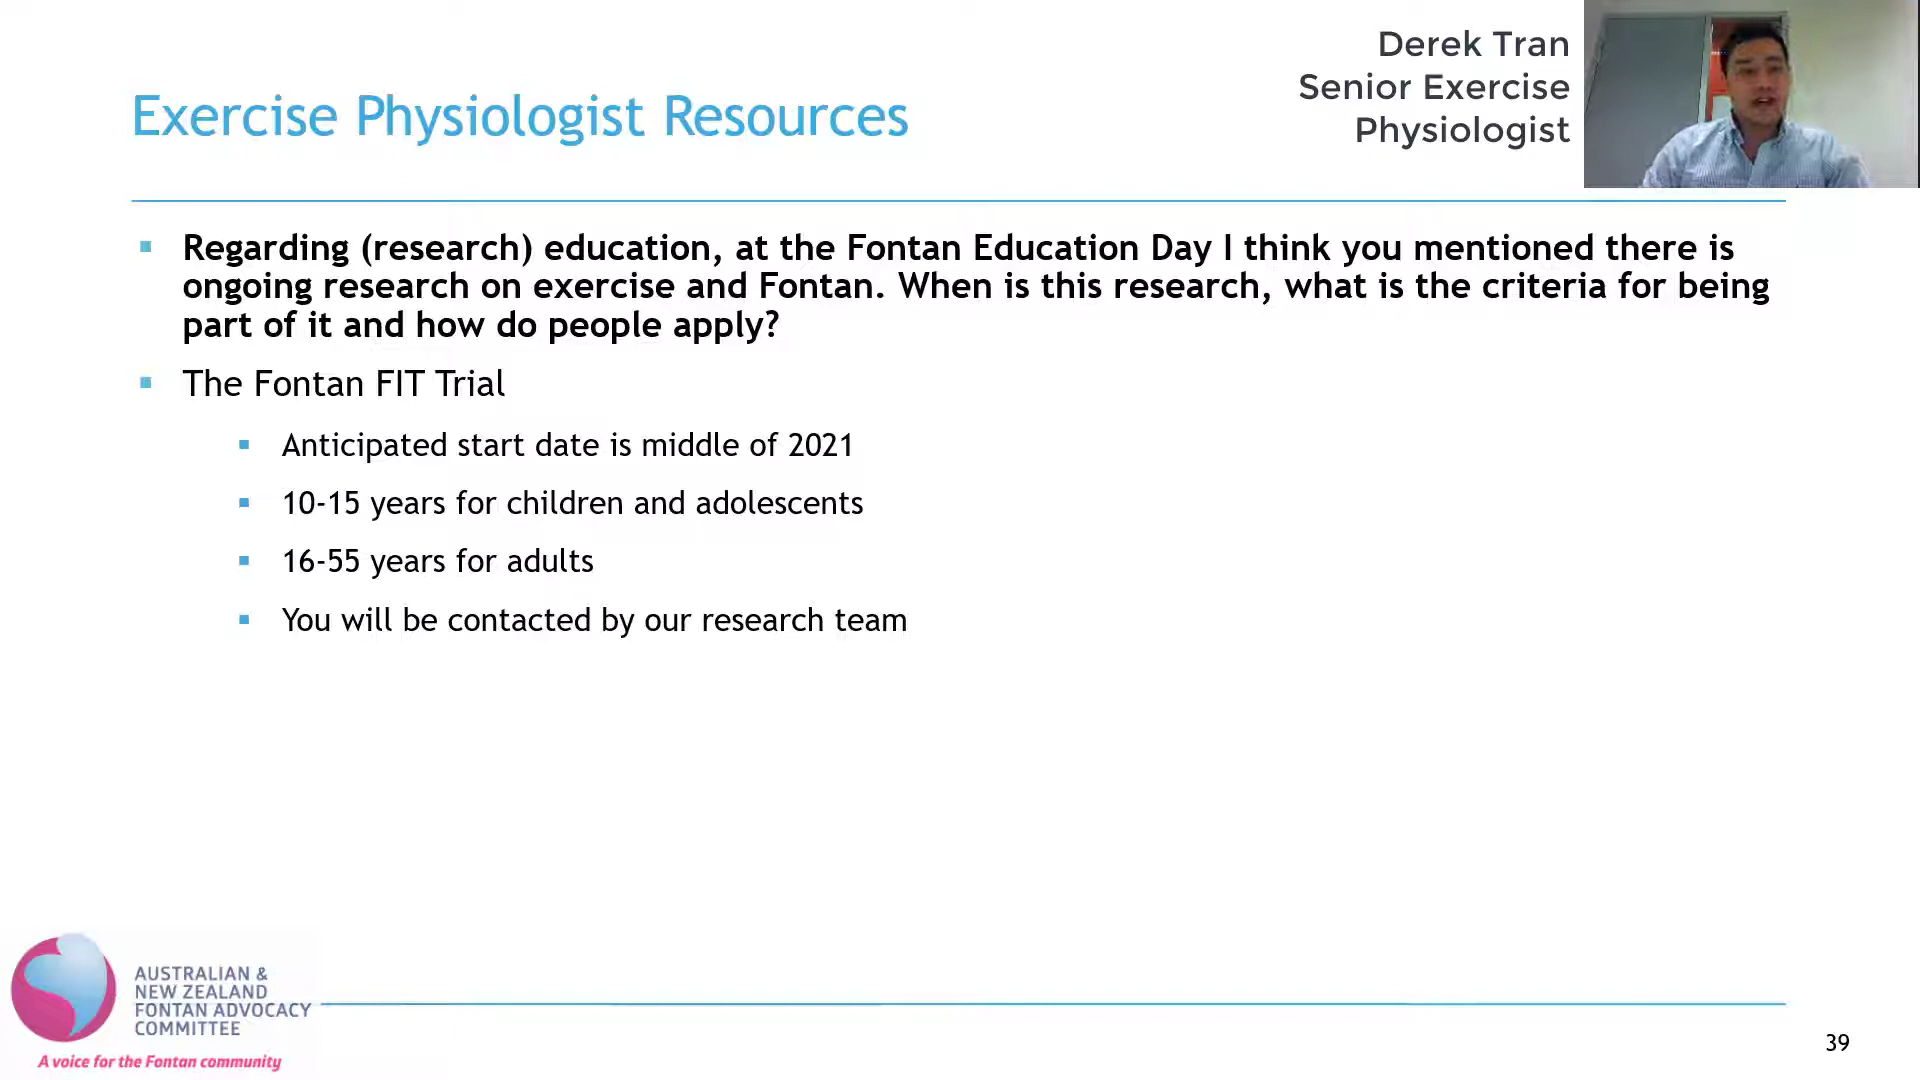 Derek Tran
Senior Exercise
Physiologist
Exercise Physiologist Resources
Regarding (research) education, at the Fontan Education Day I think you mentioned there is
ongoing research on exercise and Fontan. When is this research, what is the criteria for being
part of it and how do people apply?
The Fontan FIT Trial
Anticipated start date is middle of 2021
10-15 years for children and adolescents
16-55 years for adults
You will be contacted by our research team
AUSTRALIAN &
NEW ZEALAND
FONTAN ADVOCACY
COMMITTEE
A voice for the Fontan community
39